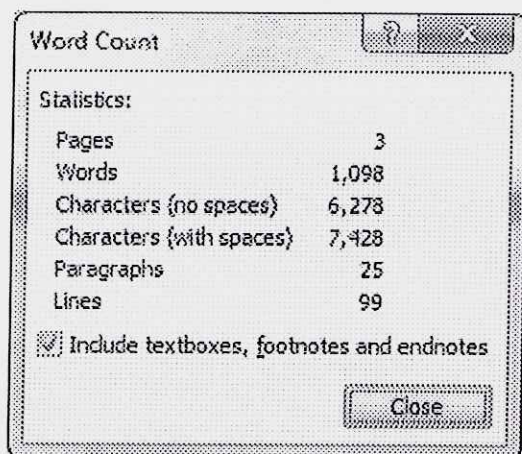 Word Count
? X
Statistics:
Pages 3
Words 1,098
Characters (no spaces) 6,278
Characters (with spaces) 7,428
Paragraphs 25
Lines 99
Include textboxes, footnotes and endnotes
Close